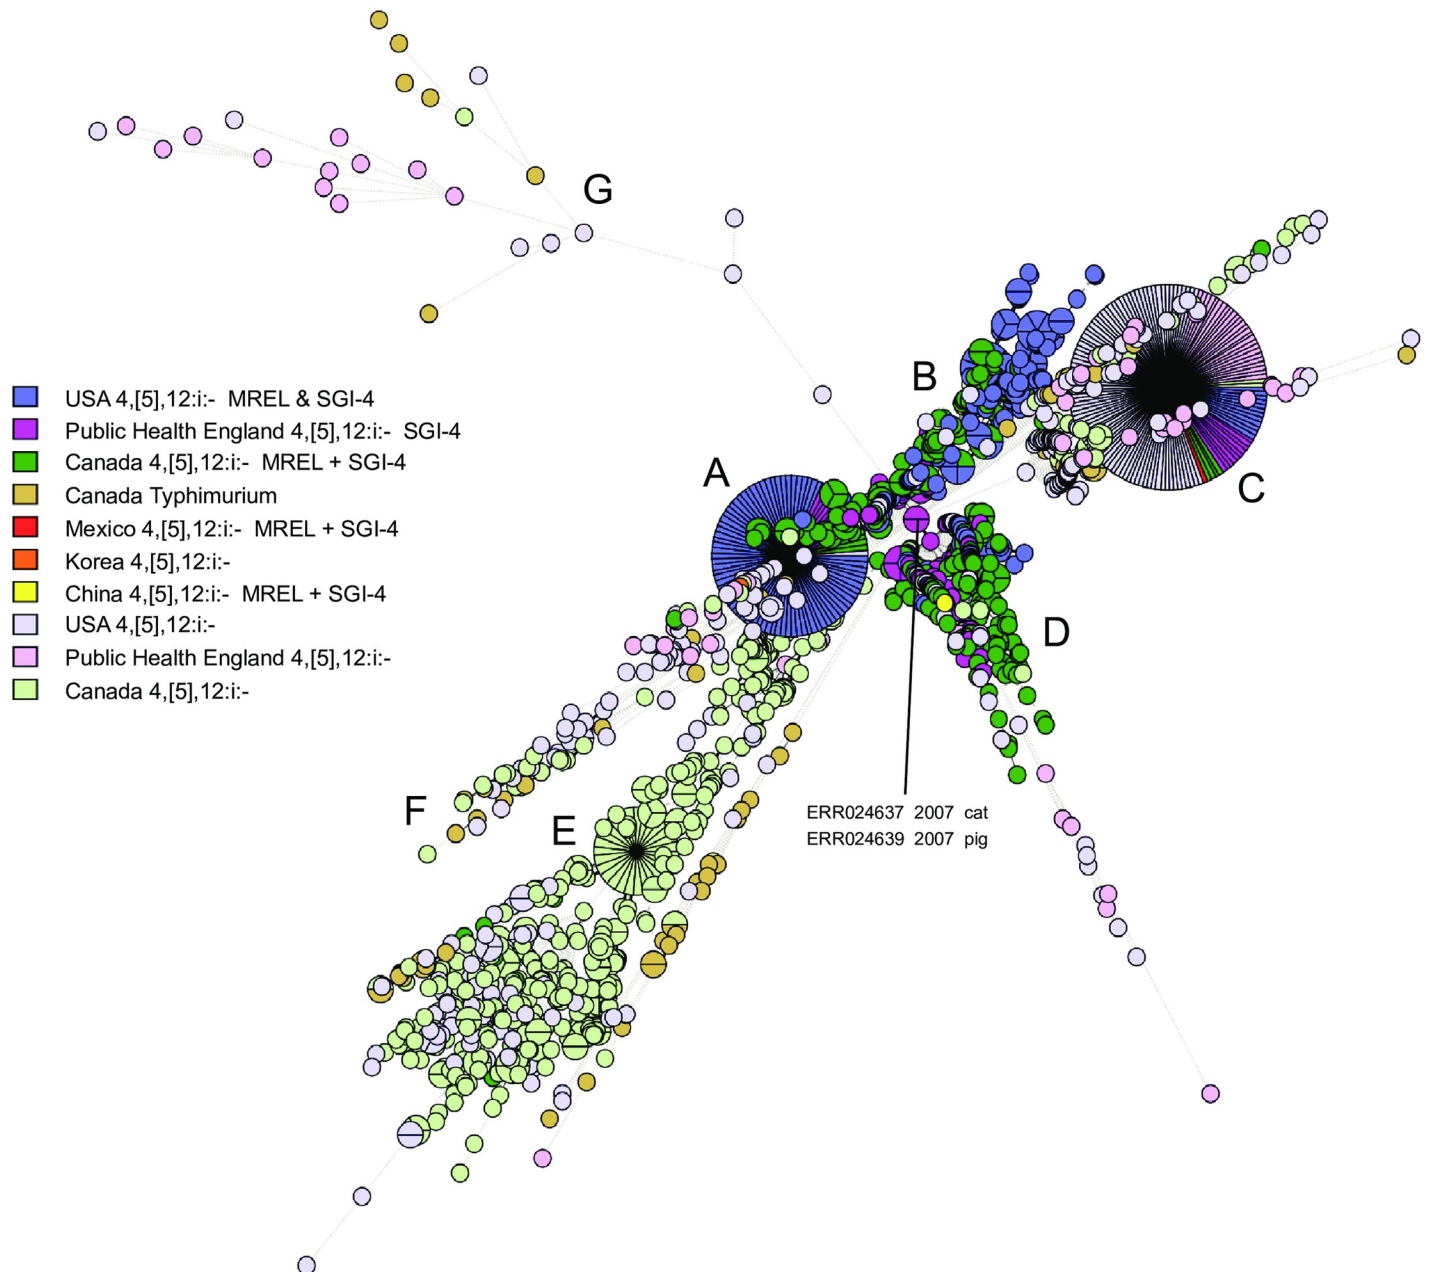 G
B
USA 4,[5],12:i:-  MREL & SGI-4
Public Health England 4,[5],12:i:-  SGI-4
Canada 4,[5],12:i:-  MREL + SGI-4
Canada Typhimurium
Mexico 4,[5],12:i:-  MREL + SGI-4
Korea 4,[5],12:i:-
China 4,[5],12:i:-  MREL + SGI-4
USA 4,[5],12:i:-
Public Health England 4,[5],12:i:-
Canada 4,[5],12:i:-
A
C
D
F
E
ERR024637  2007  cat
ERR024639  2007  pig